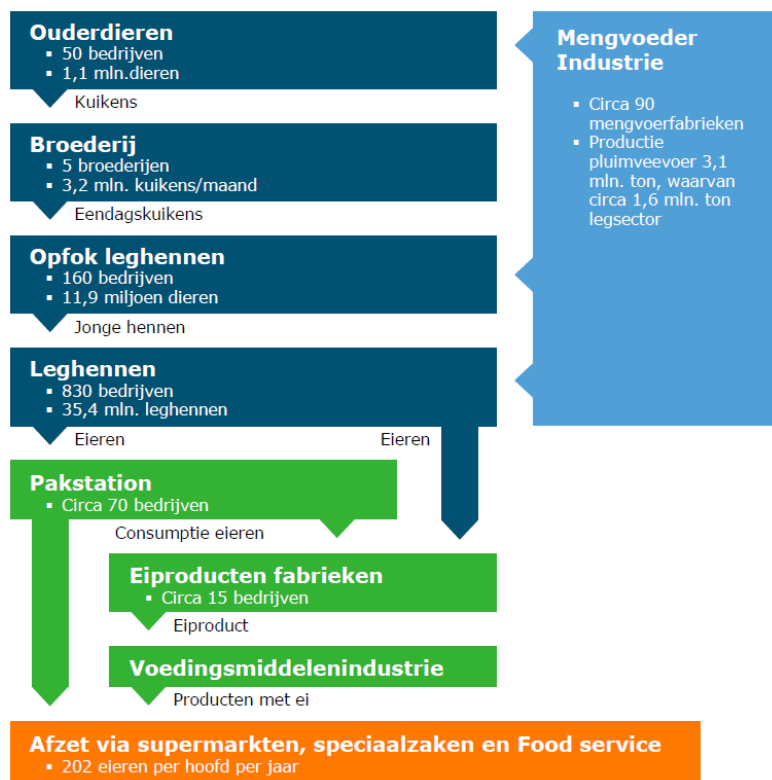 Ouderdieren
▪ 50 bedrijven
▪ 1,1 mln.dieren
Kuikens
Broederij
▪ 5 broederijen
▪ 3,2 mln. kuikens/maand
Eendagskuikens
Opfok leghennen
▪ 160 bedrijven
▪ 11,9 miljoen dieren
Jonge hennen
Leghennen
▪ 830 bedrijven
▪ 35,4 mln. leghennen
Eieren
Eieren
Pakstation
▪ Circa 70 bedrijven
Consumptie eieren
Eiproducten fabrieken
▪ Circa 15 bedrijven
Eiproduct
Voedingsmiddelenindustrie
Producten met ei
Afzet via supermarkten, speciaalzaken en Food service
▪ 202 eieren per hoofd per jaar
Mengvoeder
Industrie
▪ Circa 90
mengvoerfabrieken
▪ Productie
pluimveevoer 3,1
mln. ton, waarvan
circa 1,6 mln. ton
legsector